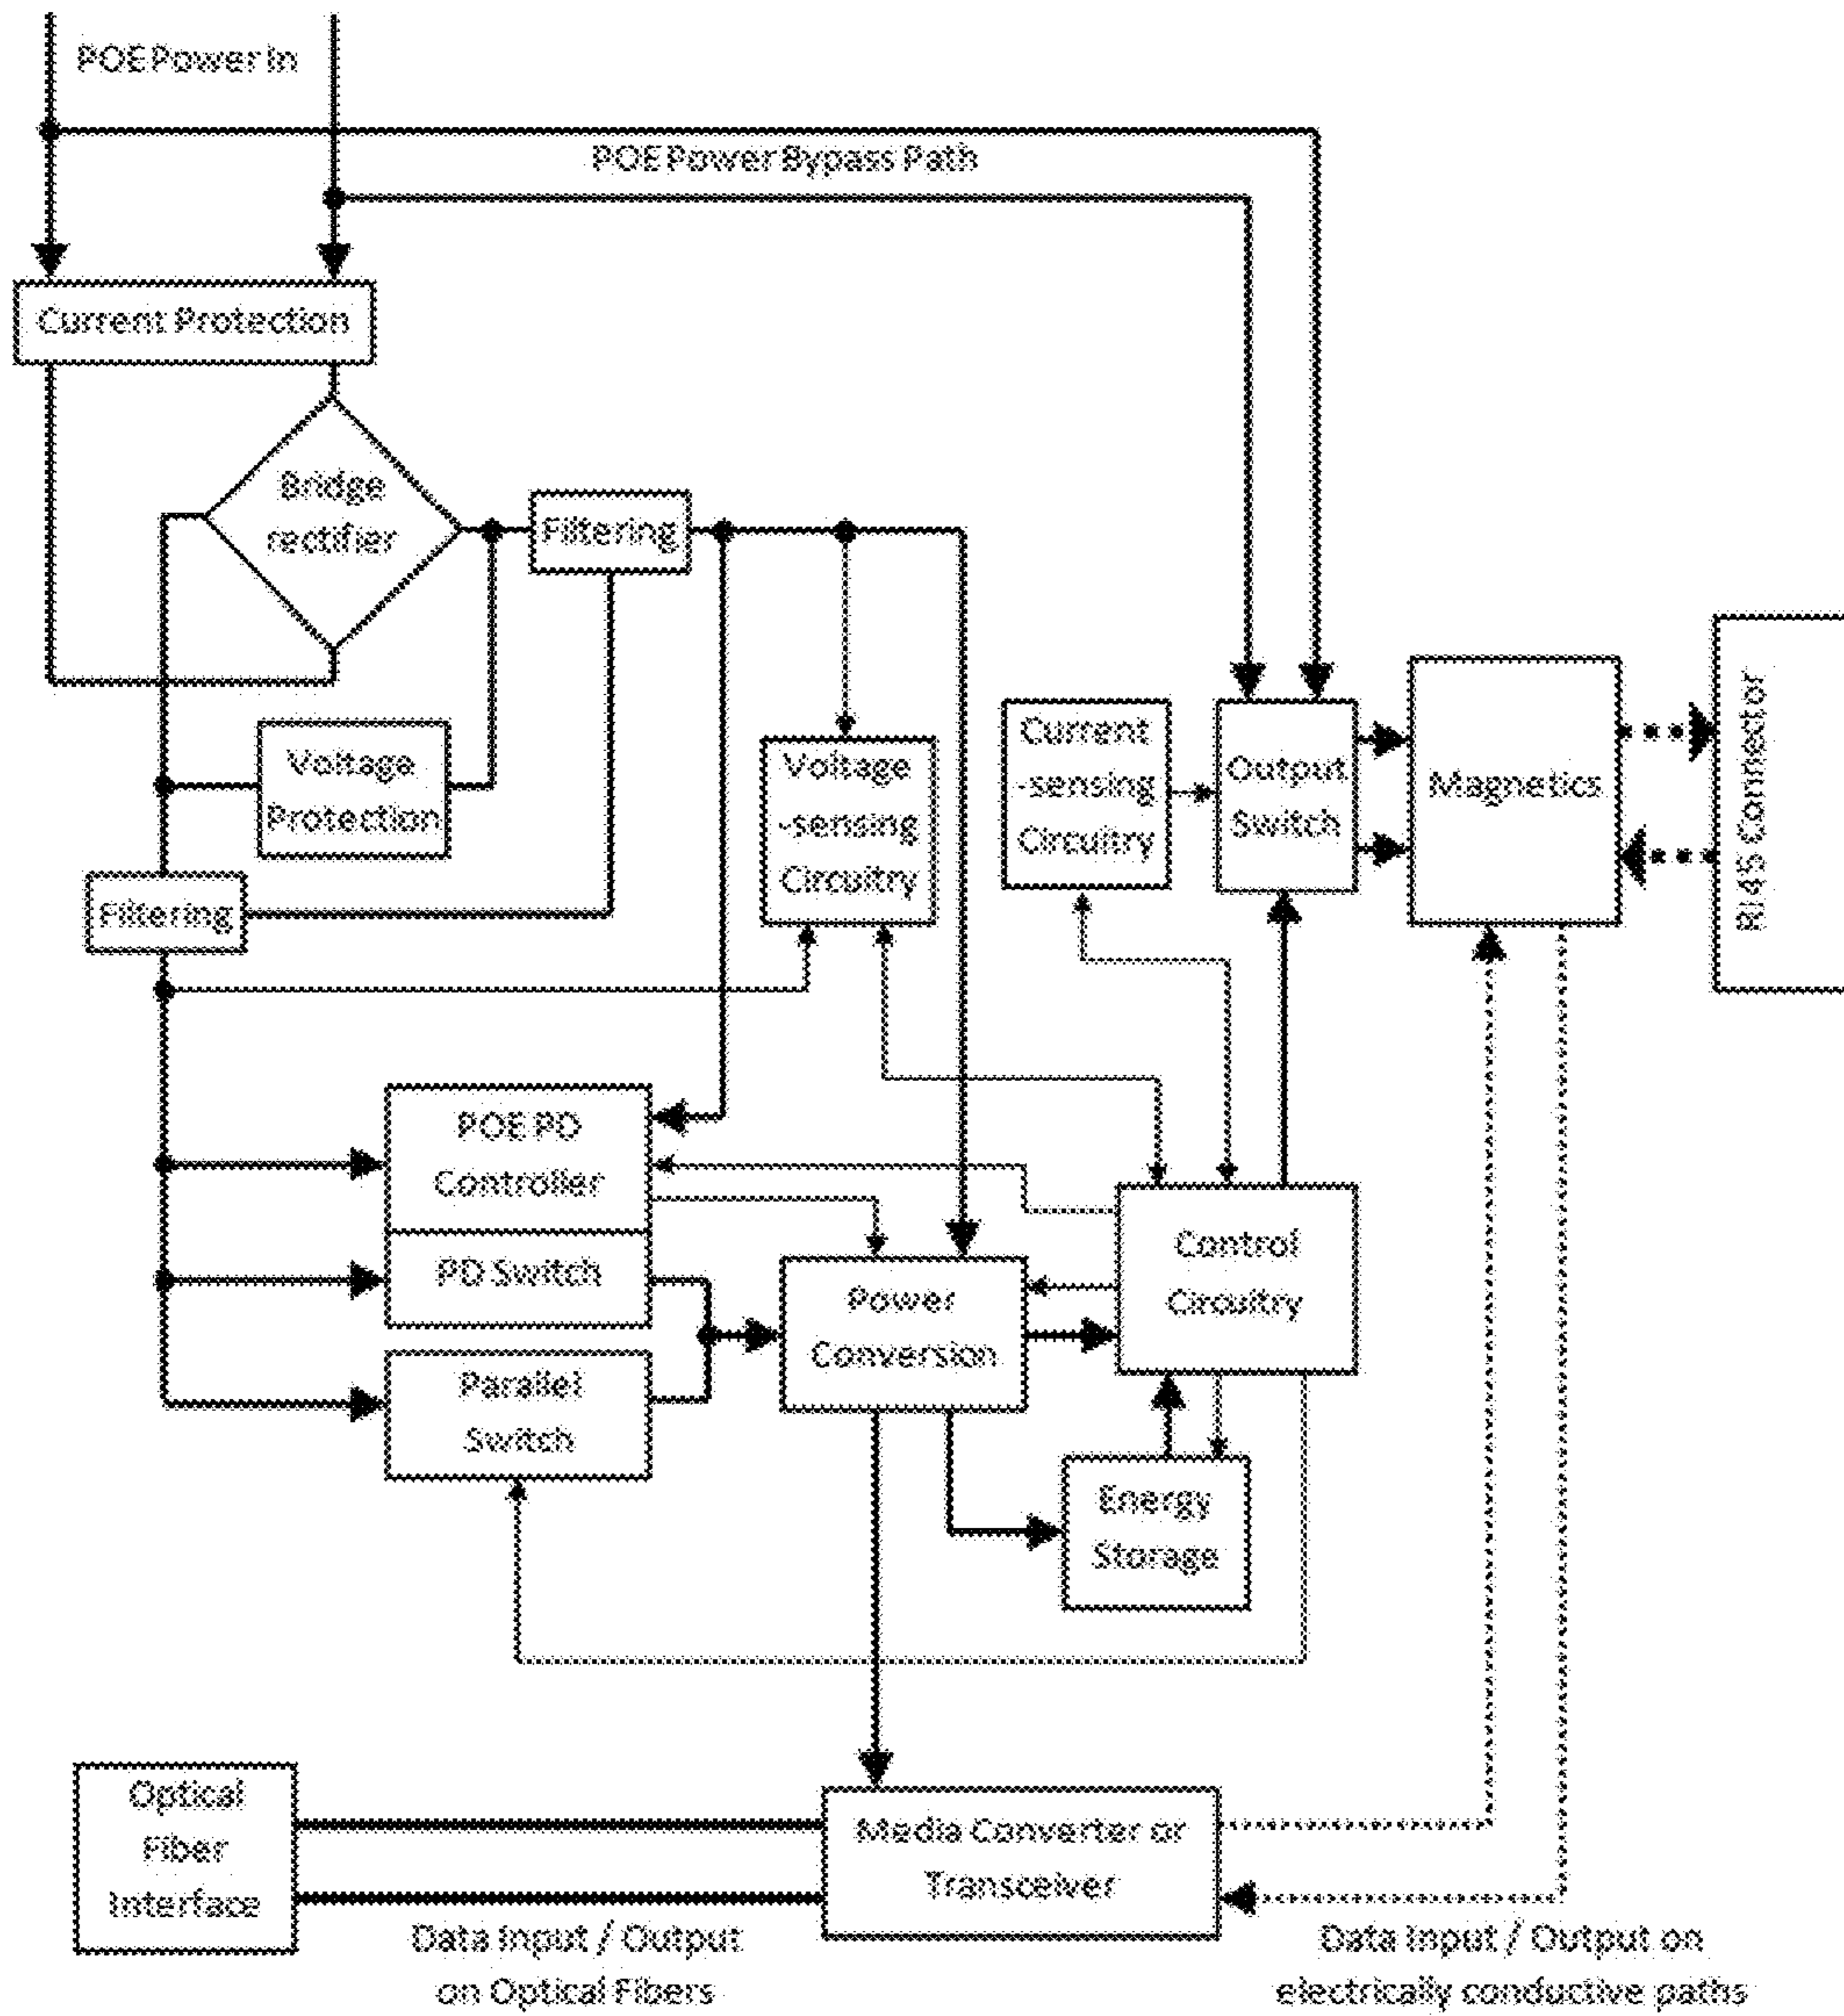 POE Power In
POE Power Bypass Path
Current Protection
Bridge
rectifier
Filtering
Voltage
Protection
Filtering
Voltage
-sensing
Circuitry
Current
-sensing
Circuitry
Output
Switch
Magnetics
RJ45 Connector
POE PD
Controller
PD Switch
Parallel
Switch
Power
Conversion
Control
Circuitry
Energy
Storage
Optical
Fiber
Interface
Media Converter or
Transceiver
Data Input / Output
on Optical Fibers
Data Input / Output on
electrically conductive paths